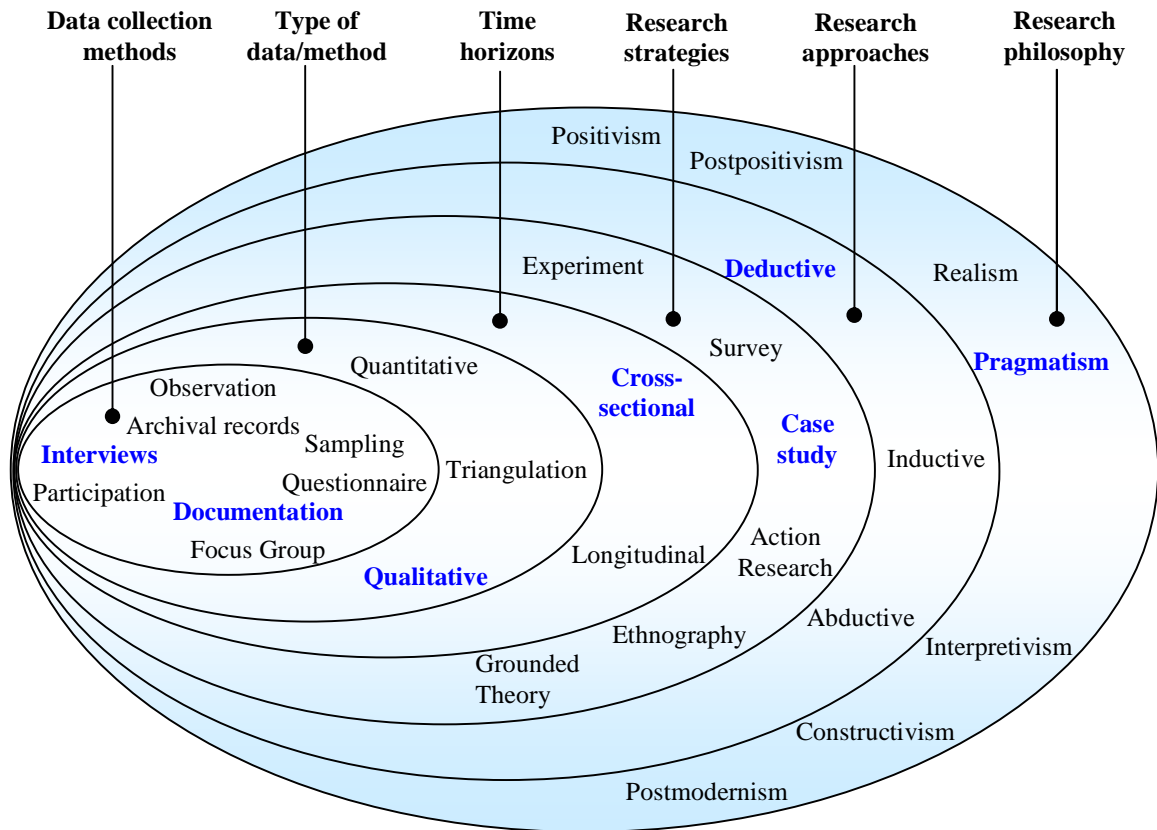 Data collection
methods
Type of
data/method
Time
horizons
Research
strategies
Research
approaches
Research
philosophy
Positivism
Postpositivism
Experiment
Deductive
Realism
Survey
Quantitative
Pragmatism
Observation
Cross-
sectional
Archival records
Case
study
Sampling
Interviews
Triangulation
Inductive
Questionnaire
Participation
Documentation
Focus Group
Longitudinal
Action
Research
Qualitative
Abductive
Ethnography
Interpretivism
Grounded
Theory
Constructivism
Postmodernism